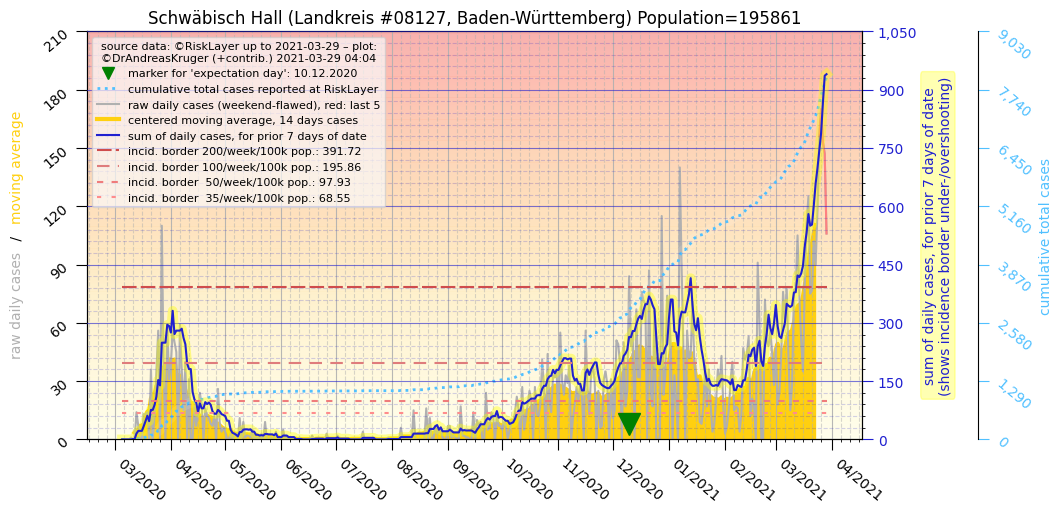 Schwäbisch Hall (Landkreis #08127, Baden-Württemberg) Population=195861
source data: ©RiskLayer up to 2021-03-29 – plot:
©DrAndreasKruger (+contrib.) 2021-03-29 04:04
marker for 'expectation day': 10.12.2020
cumulative total cases reported at RiskLayer
raw daily cases (weekend-flawed), red: last 5
centered moving average, 14 days cases
sum of daily cases, for prior 7 days of date
incid. border 200/week/100k pop.: 391.72
incid. border 100/week/100k pop.: 195.86
incid. border  50/week/100k pop.: 97.93
incid. border  35/week/100k pop.: 68.55
raw daily cases / moving average
210
180
150
120
90
60
30
0
03/2020
04/2020
05/2020
06/2020
07/2020
08/2020
09/2020
10/2020
11/2020
12/2020
01/2021
02/2021
03/2021
04/2021
1,050
900
750
600
450
300
150
0
sum of daily cases, for prior 7 days of date
(shows incidence border under-/overshooting)
9,030
7,740
6,450
5,160
3,870
2,580
1,290
0
cumulative total cases